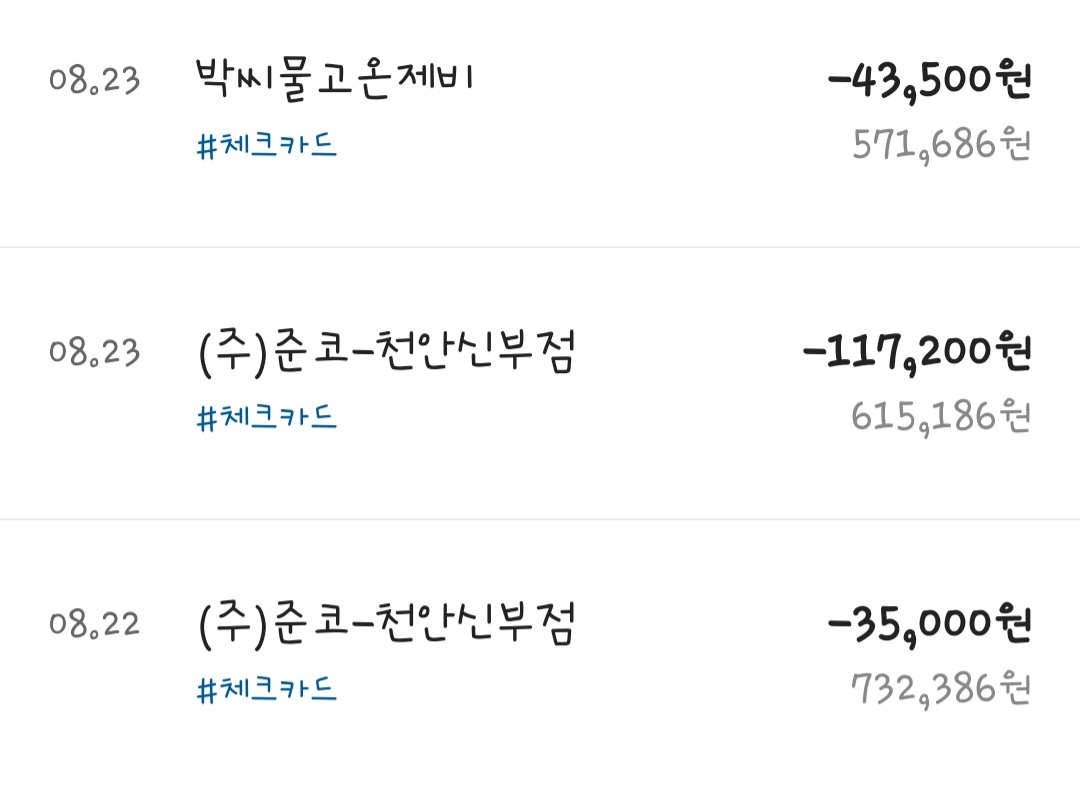 08.23 박씨물고온제비 -43,500원
#체크카드 571,686원
08.23 (주)준코-천안신부점 -117,200원
#체크카드 615,186원
08.22 (주)준코-천안신부점 -35,000원
#체크카드 732,386원